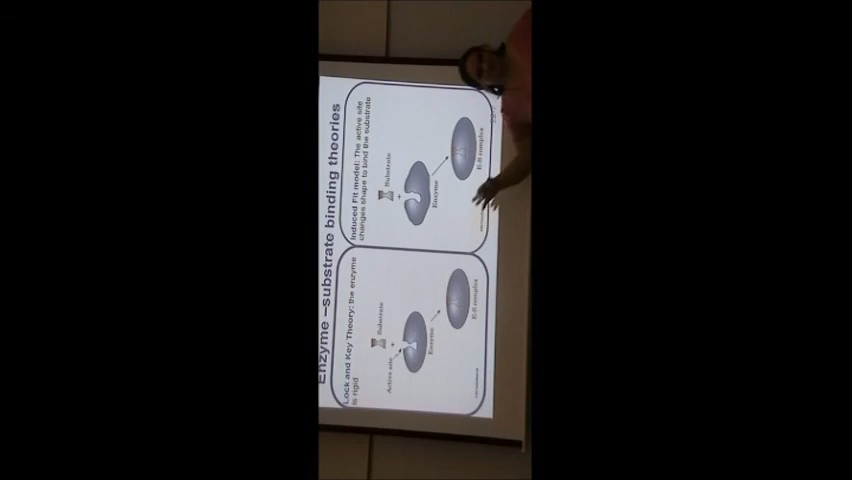 Enzyme –substrate binding theories
Lock and Key Theory: the enzyme
is rigid
Substrate
+
Active site
Enzyme
E-S complex
Induced Fit model: The active site
changes shape to bind the substrate
Substrate
+
Enzyme
E-S complex